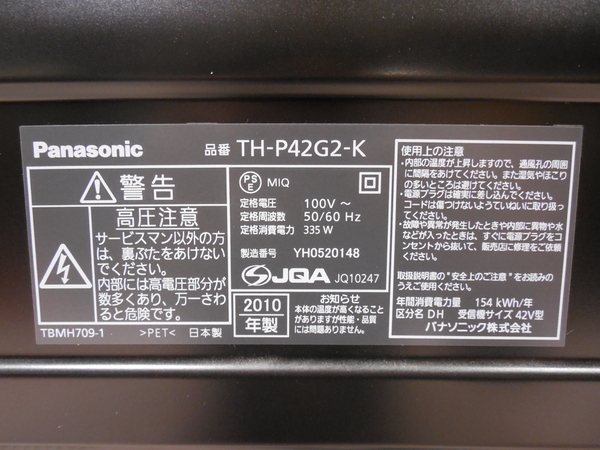 Panasonic 品番 TH-P42G2-K
警告
高圧注意
サービスマン以外の方
は、裏ぶたをあけない
でください。
内部には高電圧部分が
数多くあり、万一さわ
ると危険です。
TBMH709-1 >PET< 日本製
PS
E MIQ
定格電圧 100V ~
定格周波数 50/60 Hz
定格消費電力 335 W
製造番号 YH0520148
JQA JQ10247
2010
年製
お知らせ
本体の温度が高くなること
がありますが性能・品質
には問題ありません。
使用上の注意
•内部の温度が上昇しますので、通風孔の周囲
に間隔をあけてください。また湿気やほこり
の多いところは避けてください。
•電源プラグは確実に差し込んでください。
コードは傷つけないようていねいに取り扱っ
てください。
•故障や異常が発生したときや内部に異物や水
などが入ったときは、すぐに電源プラグをコ
ンセントから抜いて、販売店に修理をご依頼
ください。
取扱説明書の"安全上のご注意"をお読みの
うえご使用ください。
年間消費電力量 154 kWh/年
区分名 DH 受信機サイズ 42V型
パナソニック株式会社